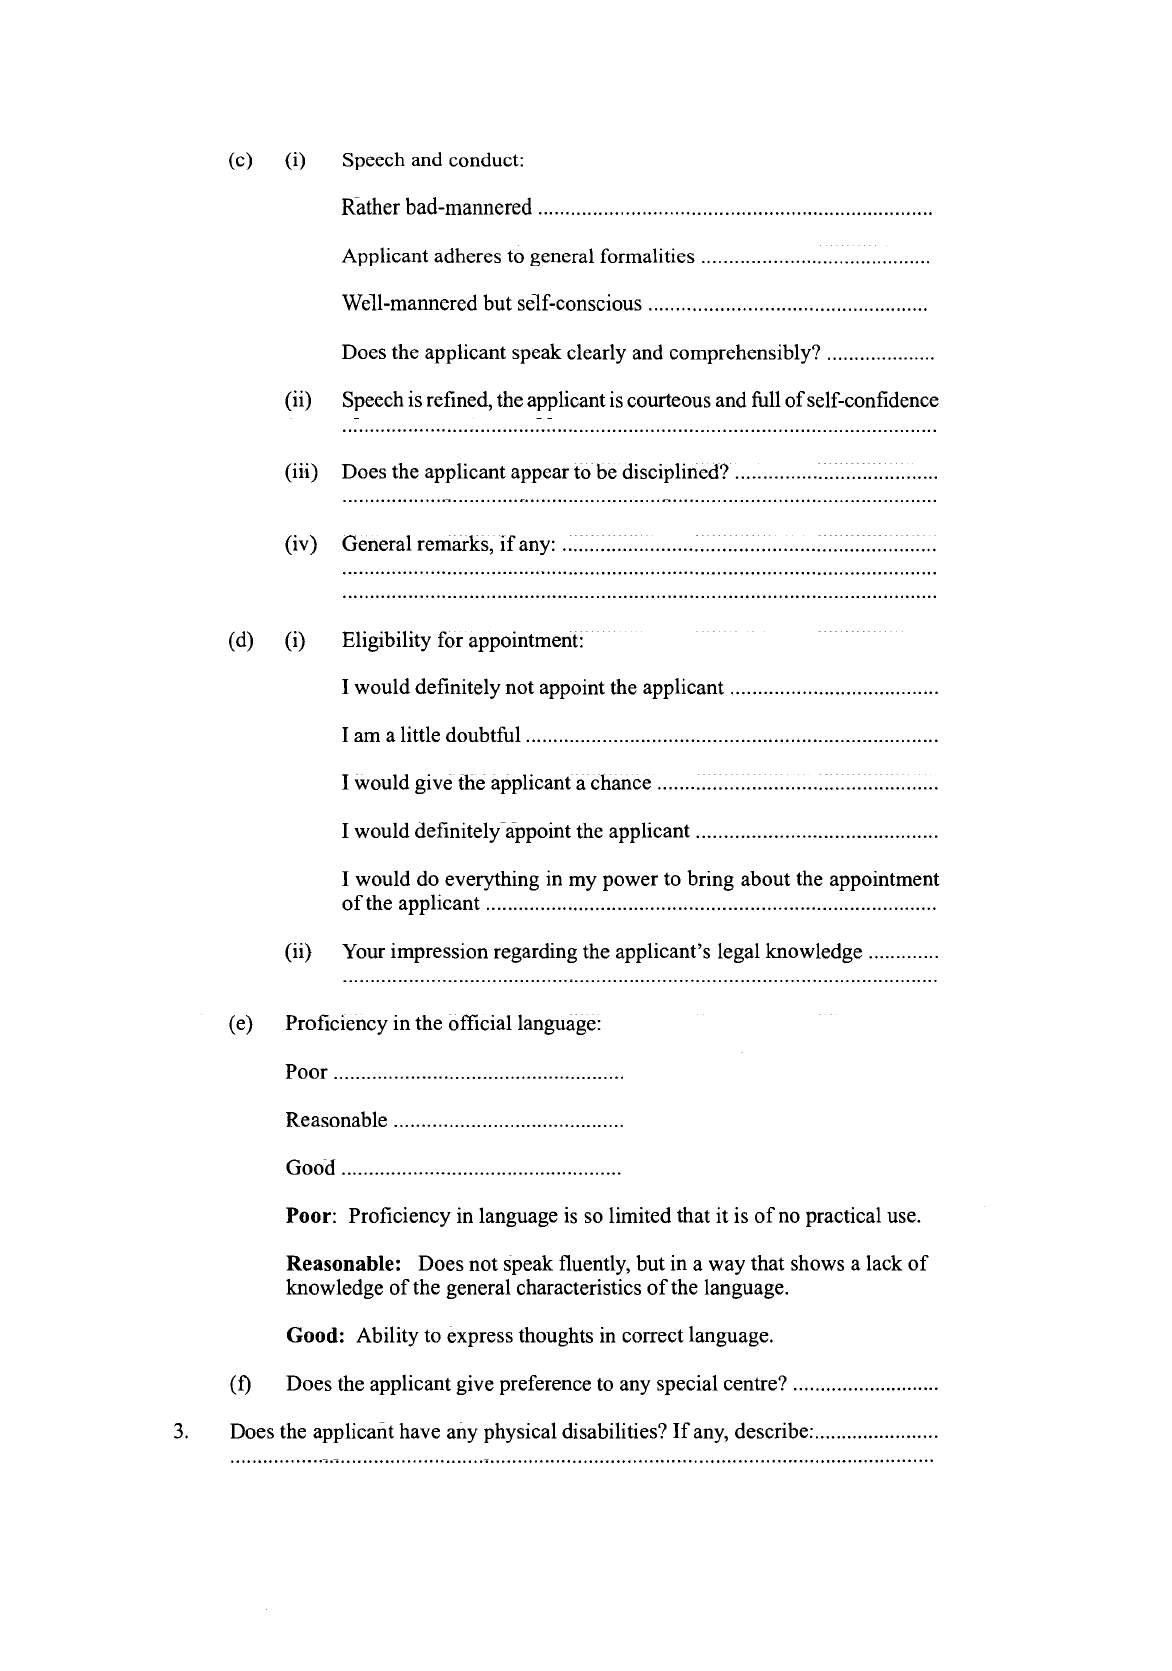 (c) (i) Speech and conduct:
Rather bad-mannered ........................................................................
Applicant adheres to general formalities .........................................
Well-mannered but self-conscious ...................................................
Does the applicant speak clearly and comprehensibly? ....................
(ii) Speech is refined, the applicant is courteous and full of self-confidence
............................................................................................................
(iii) Does the applicant appear to be disciplined? .....................................
............................................................................................................
(iv) General remarks, if any: ....................................................................
............................................................................................................
............................................................................................................
(d) (i) Eligibility for appointment:
I would definitely not appoint the applicant ......................................
I am a little doubtful ...........................................................................
I would give the applicant a chance ...................................................
I would definitely appoint the applicant ............................................
I would do everything in my power to bring about the appointment
of the applicant ..................................................................................
(ii) Your impression regarding the applicant's legal knowledge .............
............................................................................................................
(e) Proficiency in the official language:
Poor .....................................................
Reasonable ..........................................
Good ...................................................
Poor: Proficiency in language is so limited that it is of no practical use.
Reasonable: Does not speak fluently, but in a way that shows a lack of
knowledge of the general characteristics of the language.
Good: Ability to express thoughts in correct language.
(f) Does the applicant give preference to any special centre? ...........................
3. Does the applicant have any physical disabilities? If any, describe:.......................
................................................................................................................................